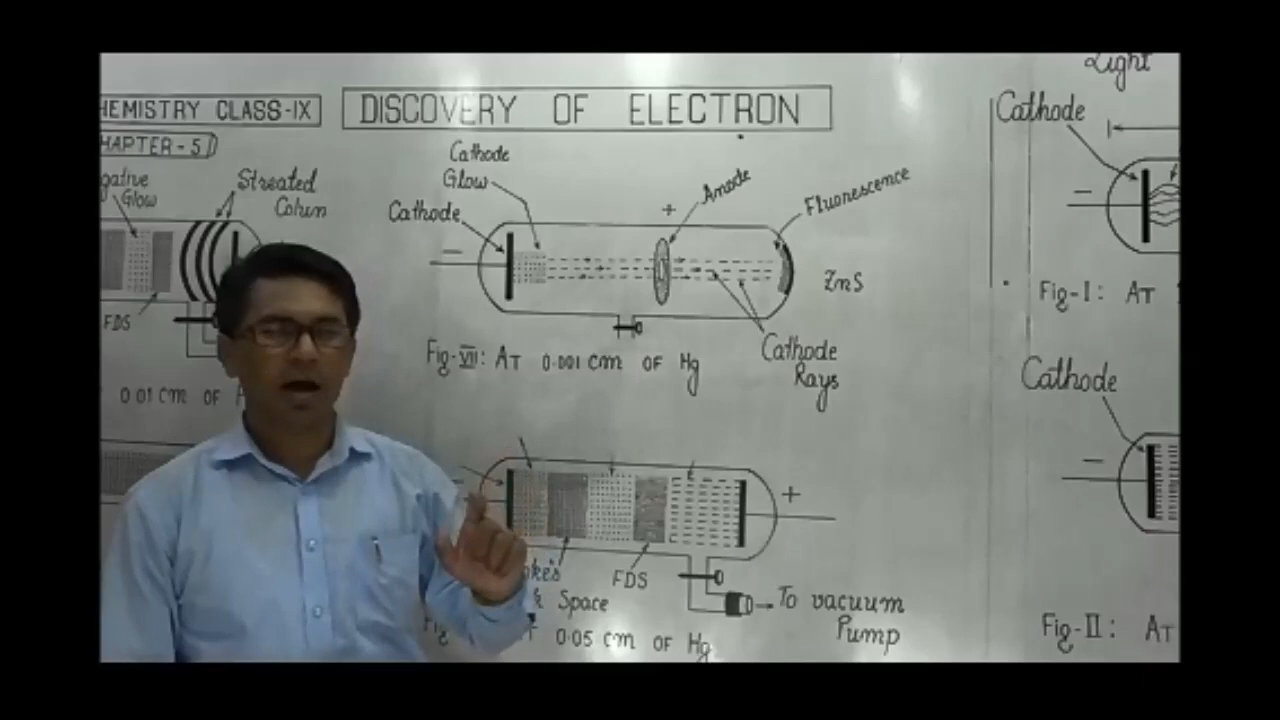 HEMISTRY CLASS-IX
DISCOVERY OF ELECTRON
HAPTER-5
gative
Glow
Streated
Colum
FDS
0.01 cm OF
Cathode
Glow
Cathode
−
+
Anode
Fluorescence
ZnS
Cathode
Rays
Fig-VII: AT 0.001 cm OF Hg
+
FDS
Space
To vacuum
Pump
0.05 cm OF Hg
Light
Cathode
−
Fig-I: AT
Cathode
−
Fig-II: AT